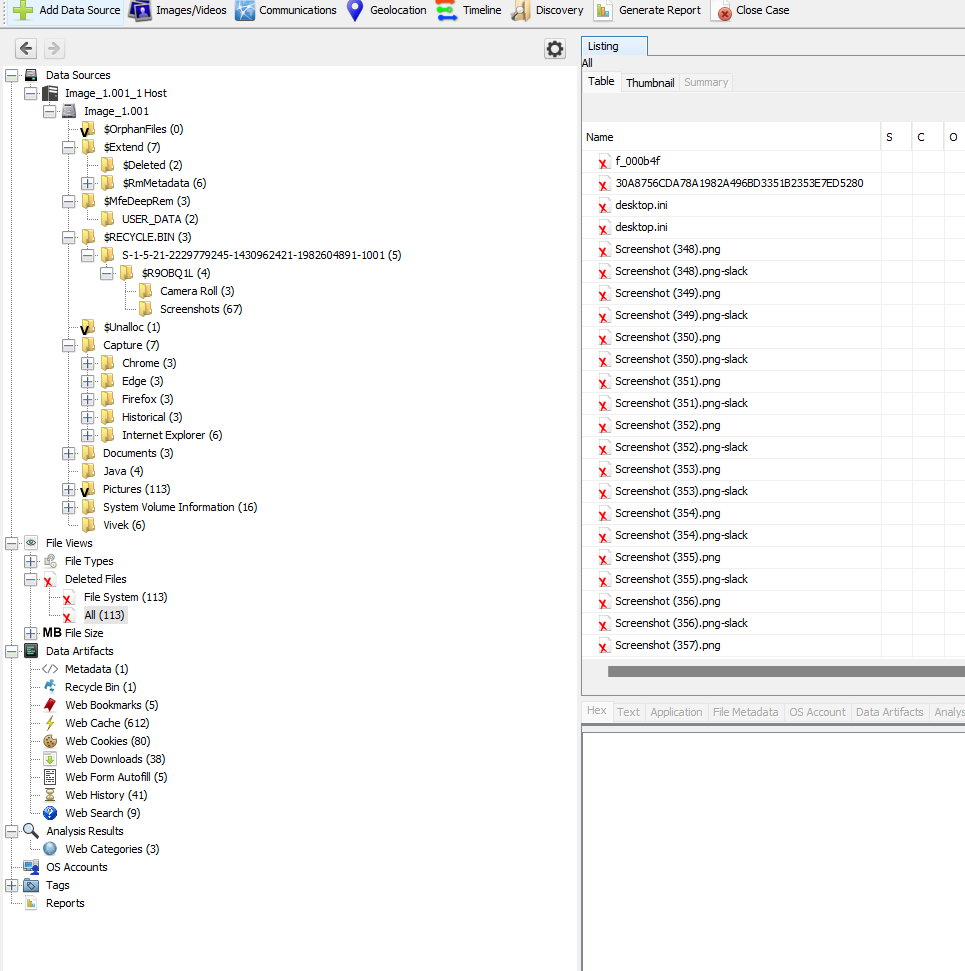 Add Data Source Images/Videos Communications Geolocation Timeline Discovery Generate Report Close Case
Data Sources
Image_1.001_1 Host
Image_1.001
$OrphanFiles (0)
$Extend (7)
$Deleted (2)
$RmMetadata (6)
$MfeDeepRem (3)
USER_DATA (2)
$RECYCLE.BIN (3)
S-1-5-21-2229779245-1430962421-1982604891-1001 (5)
$R9OBQ1L (4)
Camera Roll (3)
Screenshots (67)
$Unalloc (1)
Capture (7)
Chrome (3)
Edge (3)
Firefox (3)
Historical (3)
Internet Explorer (6)
Documents (3)
Java (4)
Pictures (113)
System Volume Information (16)
Vivek (6)
File Views
File Types
Deleted Files
File System (113)
All (113)
MB File Size
Data Artifacts
Metadata (1)
Recycle Bin (1)
Web Bookmarks (5)
Web Cache (612)
Web Cookies (80)
Web Downloads (38)
Web Form Autofill (5)
Web History (41)
Web Search (9)
Analysis Results
Web Categories (3)
OS Accounts
Tags
Reports
Listing
All
Table Thumbnail Summary
Name S C O
f_000b4f
30A8756CDA78A1982A496BD3351B2353E7ED5280
desktop.ini
desktop.ini
Screenshot (348).png
Screenshot (348).png-slack
Screenshot (349).png
Screenshot (349).png-slack
Screenshot (350).png
Screenshot (350).png-slack
Screenshot (351).png
Screenshot (351).png-slack
Screenshot (352).png
Screenshot (352).png-slack
Screenshot (353).png
Screenshot (353).png-slack
Screenshot (354).png
Screenshot (354).png-slack
Screenshot (355).png
Screenshot (355).png-slack
Screenshot (356).png
Screenshot (356).png-slack
Screenshot (357).png
Hex Text Application File Metadata OS Account Data Artifacts Analys